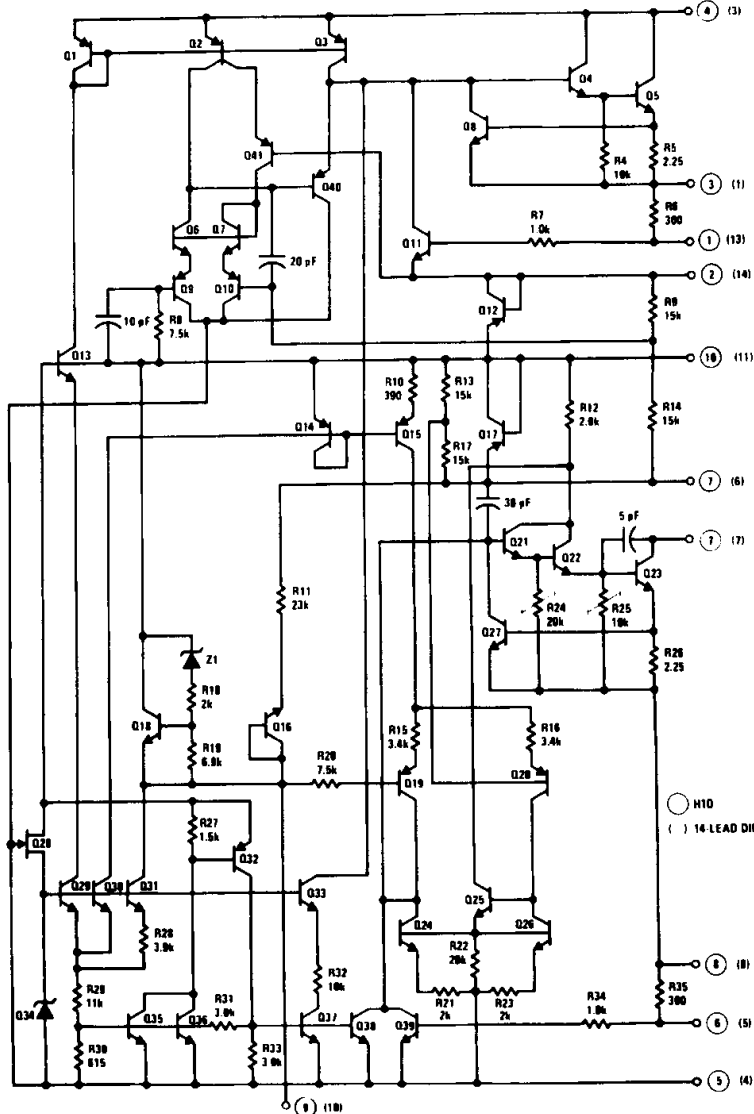 4 (3)
Q1
Q2
Q3
Q4
Q5
Q8
R5
2.25
R4
10k
Q41
Q40
3 (1)
R6
300
R7
1.0k
Q6
Q7
Q11
1 (13)
20 pF
2 (14)
Q9
Q10
Q12
R9
15k
10 pF
R8
7.5k
Q13
10 (11)
R10
390
R13
15k
R12
2.0k
R14
15k
Q14
Q15
Q17
R17
15k
7 (6)
30 pF
5 pF
7 (7)
Q21
Q22
Q23
R11
23k
R24
20k
R25
10k
Q27
R26
2.25
Z1
R18
2k
Q18
Q16
R19
6.9k
R15
3.4k
R16
3.4k
R20
7.5k
Q19
Q20
H10
( ) 14-LEAD DI
R27
1.5k
Q28
Q32
Q29
Q30
Q31
Q33
Q24
Q25
Q26
R28
3.9k
R22
20k
8 (8)
R29
11k
R32
10k
R21
2k
R23
2k
R35
300
R31
3.0k
R34
1.0k
Q34
Q35
Q36
Q37
Q38
Q39
6 (5)
R30
615
R33
3.0k
5 (4)
9 (10)